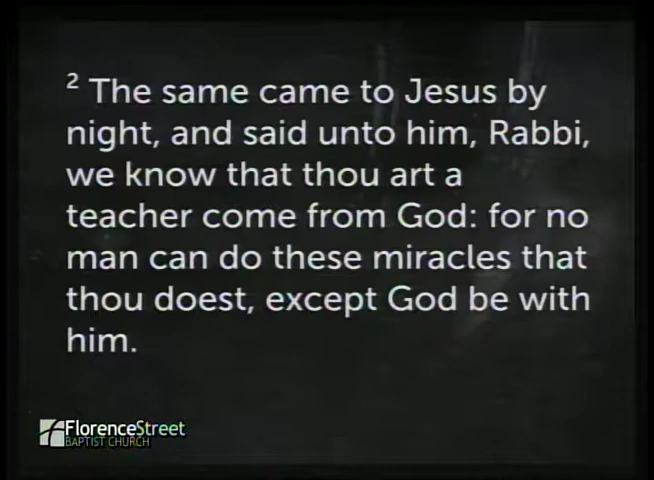 ² The same came to Jesus by
night, and said unto him, Rabbi,
we know that thou art a
teacher come from God: for no
man can do these miracles that
thou doest, except God be with
him.
FlorenceStreet
BAPTIST CHURCH